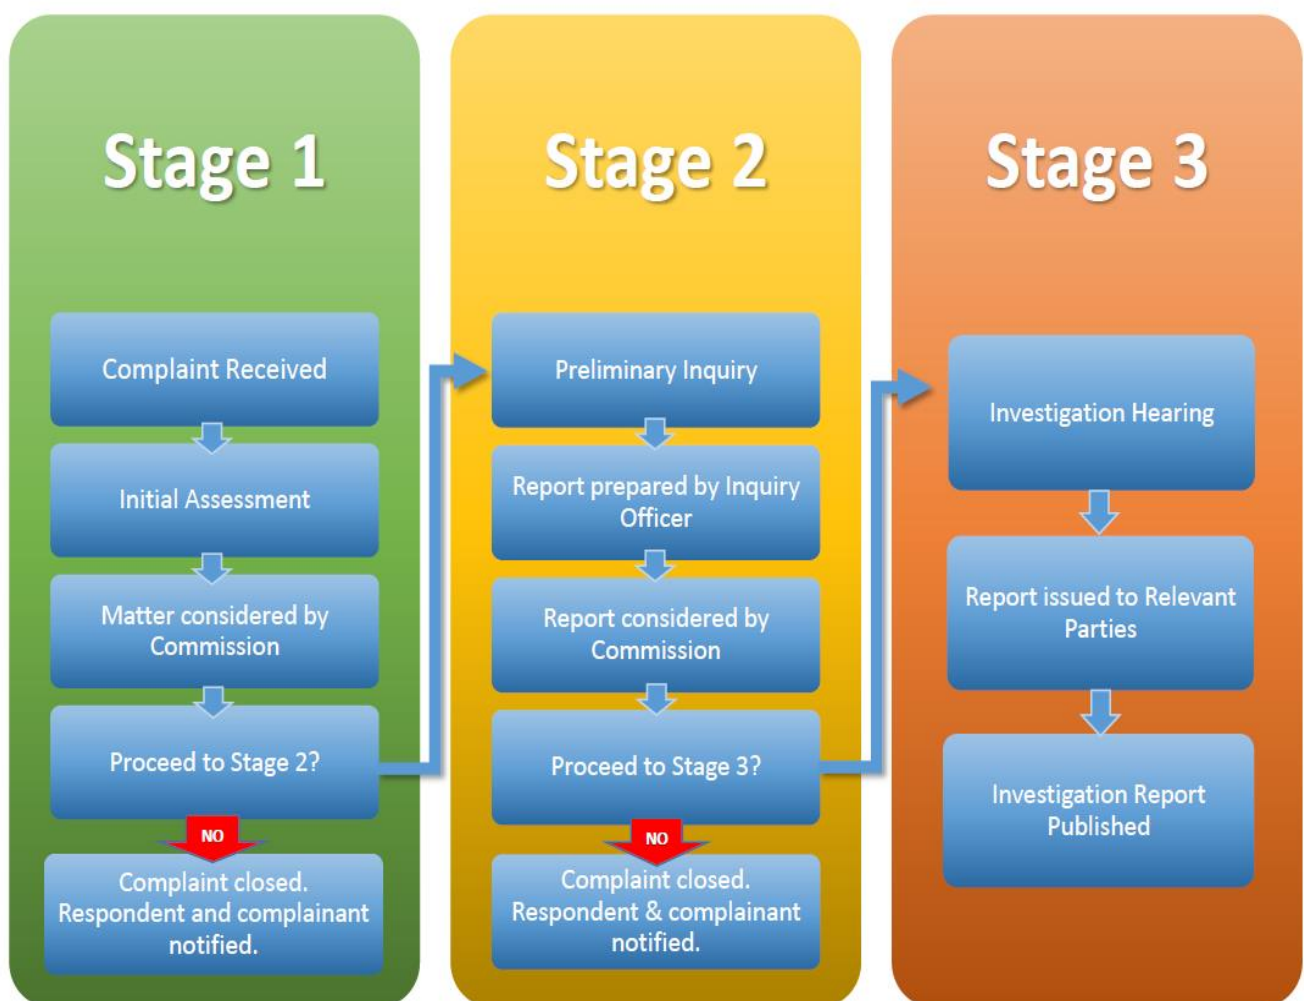 Stage 1
Complaint Received
Initial Assessment
Matter considered by
Commission
Proceed to Stage 2?
NO
Complaint closed.
Respondent and complainant
notified.
Stage 2
Preliminary Inquiry
Report prepared by Inquiry
Officer
Report considered by
Commission
Proceed to Stage 3?
NO
Complaint closed.
Respondent & complainant
notified.
Stage 3
Investigation Hearing
Report issued to Relevant
Parties
Investigation Report
Published